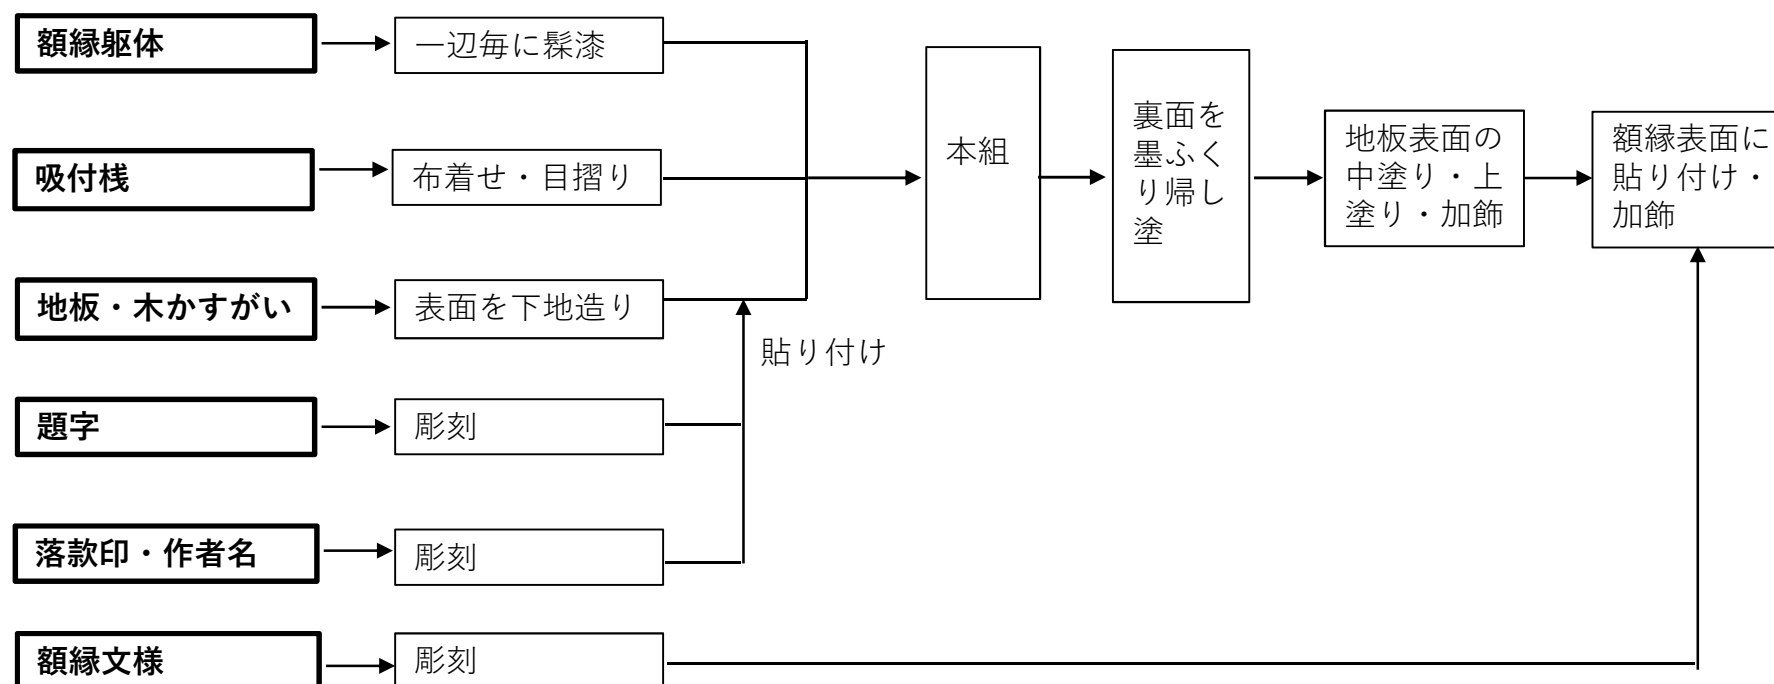 額縁躯体
一辺毎に髹漆
吸付桟
布着せ・目摺り
地板・木かすがい
表面を下地造り
貼り付け
題字
彫刻
落款印・作者名
彫刻
額縁文様
彫刻
本組
裏面を
墨ふく
り帰し
塗
地板表面の
中塗り・上
塗り・加飾
額縁表面に
貼り付け・
加飾